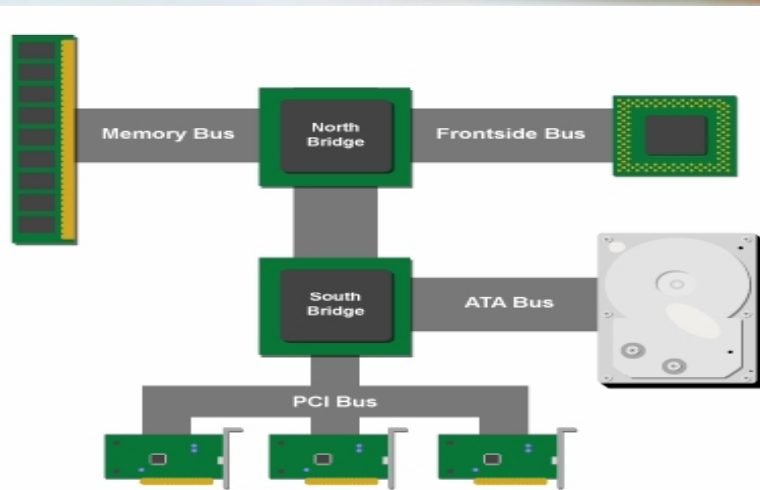 Memory Bus
North
Bridge
Frontside Bus
South
Bridge
ATA Bus
PCI Bus